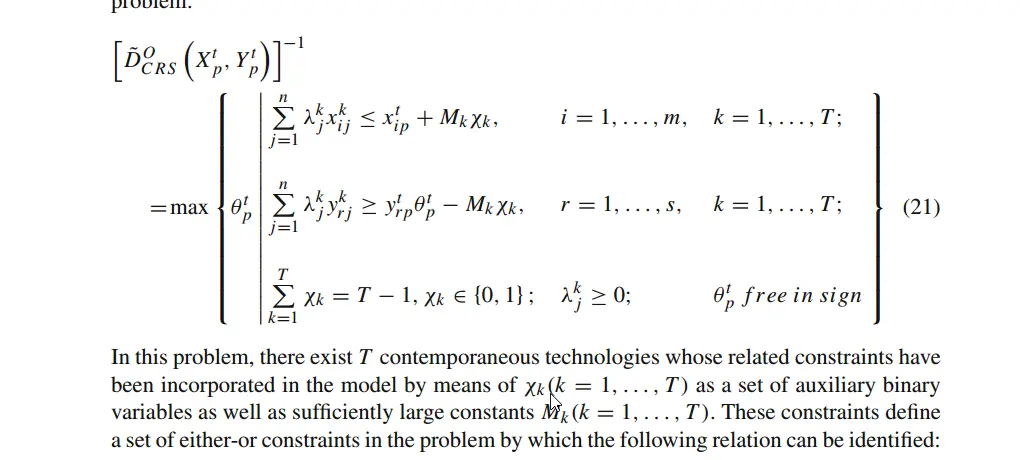 problem.
[D̃^O_{CRS} (X^t_p, Y^t_p)]^{-1}
= max { θ^t_p | ∑_{j=1}^{n} λ^k_j x^k_{ij} ≤ x^t_{ip} + M_k χ_k, i = 1, . . . , m, k = 1, . . . , T;
∑_{j=1}^{n} λ^k_j y^k_{rj} ≥ y^t_{rp} θ^t_p − M_k χ_k, r = 1, . . . , s, k = 1, . . . , T; (21)
∑_{k=1}^{T} χ_k = T − 1, χ_k ∈ {0, 1}; λ^k_j ≥ 0; θ^t_p free in sign }
In this problem, there exist T contemporaneous technologies whose related constraints have
been incorporated in the model by means of χ_k(k = 1, . . . , T) as a set of auxiliary binary
variables as well as sufficiently large constants M_k(k = 1, . . . , T). These constraints define
a set of either-or constraints in the problem by which the following relation can be identified: